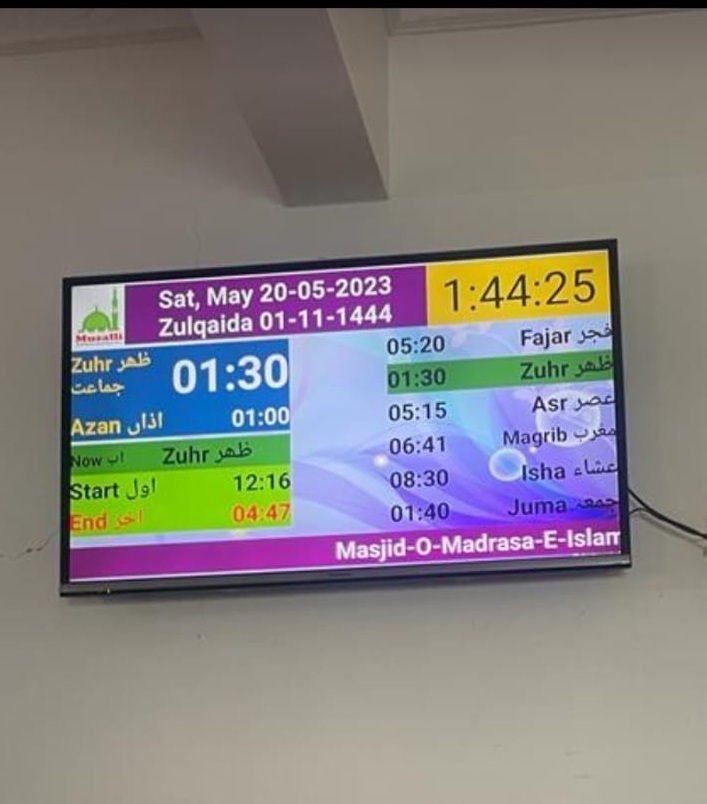 Sat, May 20-05-2023
Zulqaida 01-11-1444
1:44:25
Musalli
Zuhr ظهر
جماعت
01:30
Azan اذاں 01:00
Now اب Zuhr ظهر
Start اول 12:16
End آخر 04:47
05:20 Fajar فجر
01:30 Zuhr ظهر
05:15 Asr عصر
06:41 Magrib مغرب
08:30 Isha عشاء
01:40 Juma جمعہ
Masjid-O-Madrasa-E-Islam